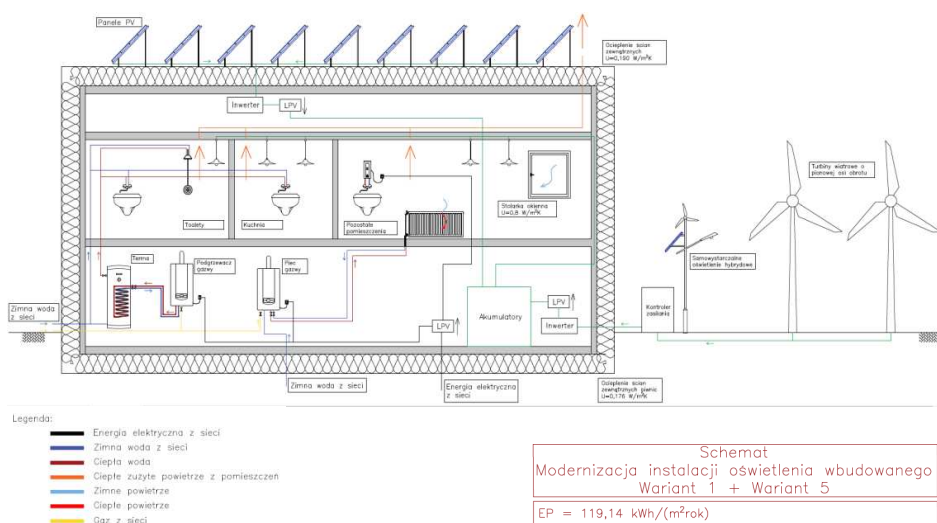 Panele PV
Ocieplenie ścian
zewnętrznych
U=0,190 W/m²K
Inwerter
LPV
Turbiny wiatrowe o
pionowej osi obrotu
Stolarka okienna
U=0,8 W/m²K
Toalety
Kuchnia
Pozostałe
pomieszczenia
Samowystarczalne
oświetlenie hybrydowe
Terma
Podgrzewacz
gazwy
Piec
gazwy
Zimna woda
z sieci
Kontroler
zasilania
Akumulatory
LPV
Inwerter
LPV
Zimna woda z sieci
Energia elektryczna
z sieci
Ocieplenie ścian
zewnętrznych piwnic
U=0,176 W/m²K
Legenda:
Energia elektryczna z sieci
Zimna woda z sieci
Ciepła woda
Ciepłe zużyte powietrze z pomieszczeń
Zimne powietrze
Ciepłe powietrze
Gaz z sieci
Schemat
Modernizacja instalacji oświetlenia wbudowanego
Wariant 1 + Wariant 5
EP = 119,14 kWh/(m²rok)